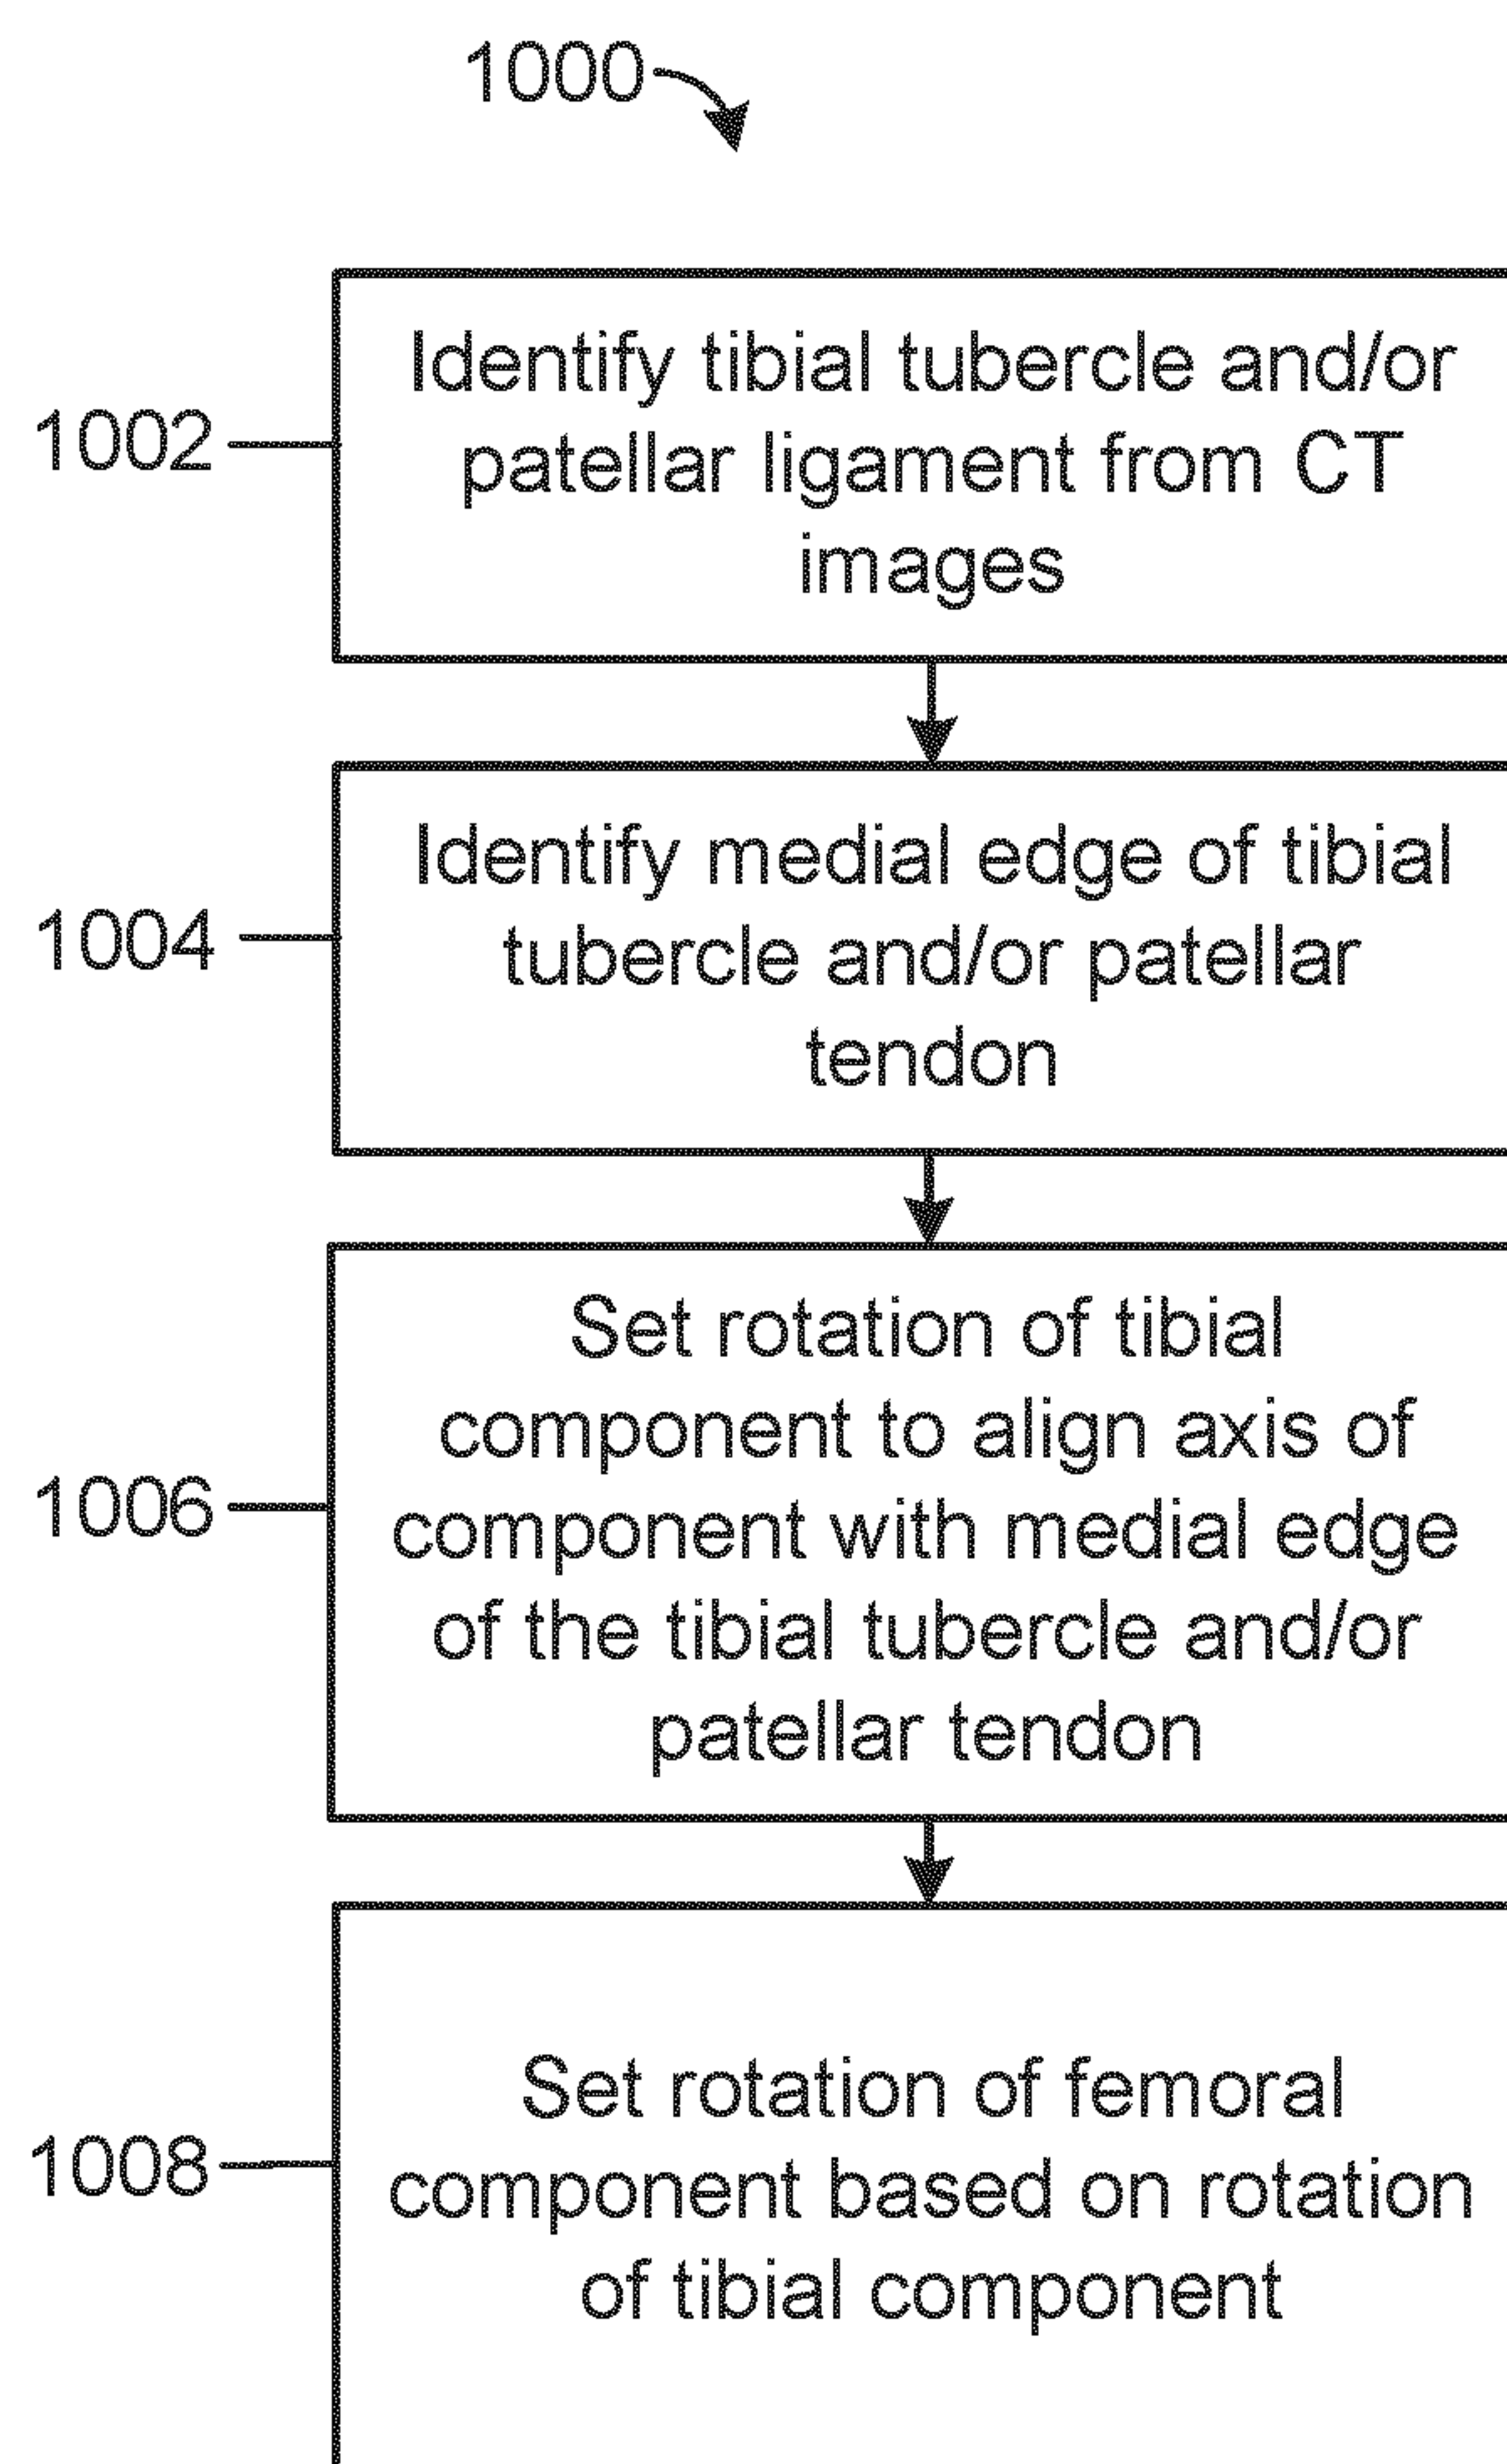 1000
Identify tibial tubercle and/or
patellar ligament from CT
images
1002
Identify medial edge of tibial
tubercle and/or patellar
tendon
1004
Set rotation of tibial
component to align axis of
component with medial edge
of the tibial tubercle and/or
patellar tendon
1006
Set rotation of femoral
component based on rotation
of tibial component
1008